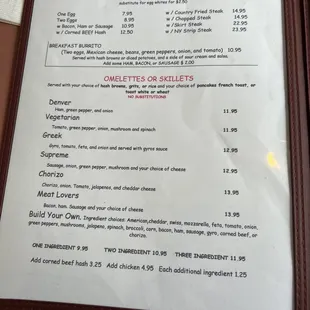 Substitute for egg whites for $2.50
One Egg 7.95 w / Country Fried Steak 14.95
Two Eggs 8.95 w / Chopped Steak 14.95
w Bacon, Ham or Sausage 10.95 w /Skirt Steak 22.95
w / Corned BEEF Hash 12.50 w / NY Strip Steak 23.95
BREAKFAST BURRITO
(Two eggs, Mexican cheese, beans, green peppers, onion, and tomato) 10.95
Served with hash browns or diced potatoes, and a side of sour cream and salsa.
Add some HAM, BACON, or SAUSAGE $ 2.00
OMELETTES OR SKILLETS
Served with your choice of hash browns, grits, or rice and your choice of pancakes french toast, or
toast white or wheat
NO SUBSTITUTIONS
Denver
Ham, green pepper, and onion. 11.95
Vegetarian
Tomato, green pepper, onion, mushroom and spinach 11.95
Greek
Gyro, tomato, feta, and onion and served with gyros sauce 12.95
Supreme
Sausage, onion, green pepper, mushroom and your choice of cheese 12.95
Chorizo
Chorizo, onion, Tomato, jalapenos, and cheddar cheese 13.95
Meat Lovers
Bacon, ham, Sausage and your choice of cheese 13.95
Build Your Own. Ingredient choices: American,cheddar, swiss, mozzarella, feta, tomato, onion,
green peppers, mushrooms, jalapeno, spinach, broccoli, corn, bacon, ham, sausage, gyro, corned beef, or
chorizo.
ONE INGREDIENT 9.95 TWO INGREDIENT 10.95 THREE INGREDIENT 11.95
Add corned beef hash 3.25 Add chicken 4.95 Each additional ingredient 1.25